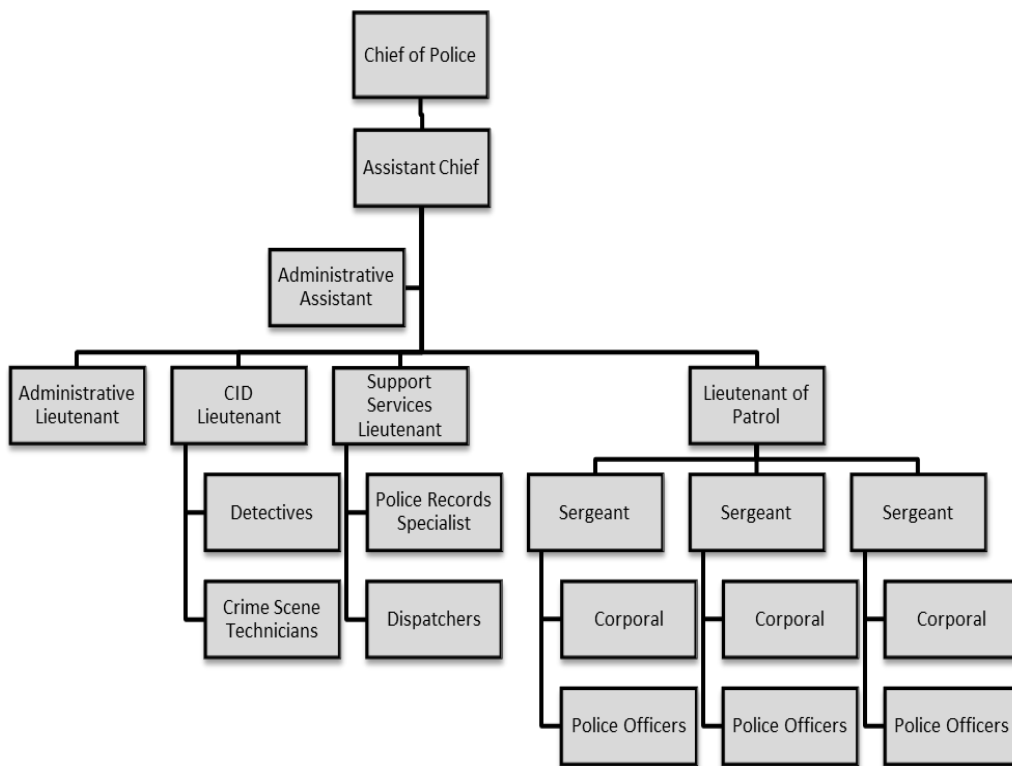 Chief of Police
Assistant Chief
Administrative
Assistant
Administrative
Lieutenant
CID
Lieutenant
Support
Services
Lieutenant
Lieutenant of
Patrol
Detectives
Police Records
Specialist
Sergeant
Sergeant
Sergeant
Crime Scene
Technicians
Dispatchers
Corporal
Corporal
Corporal
Police Officers
Police Officers
Police Officers